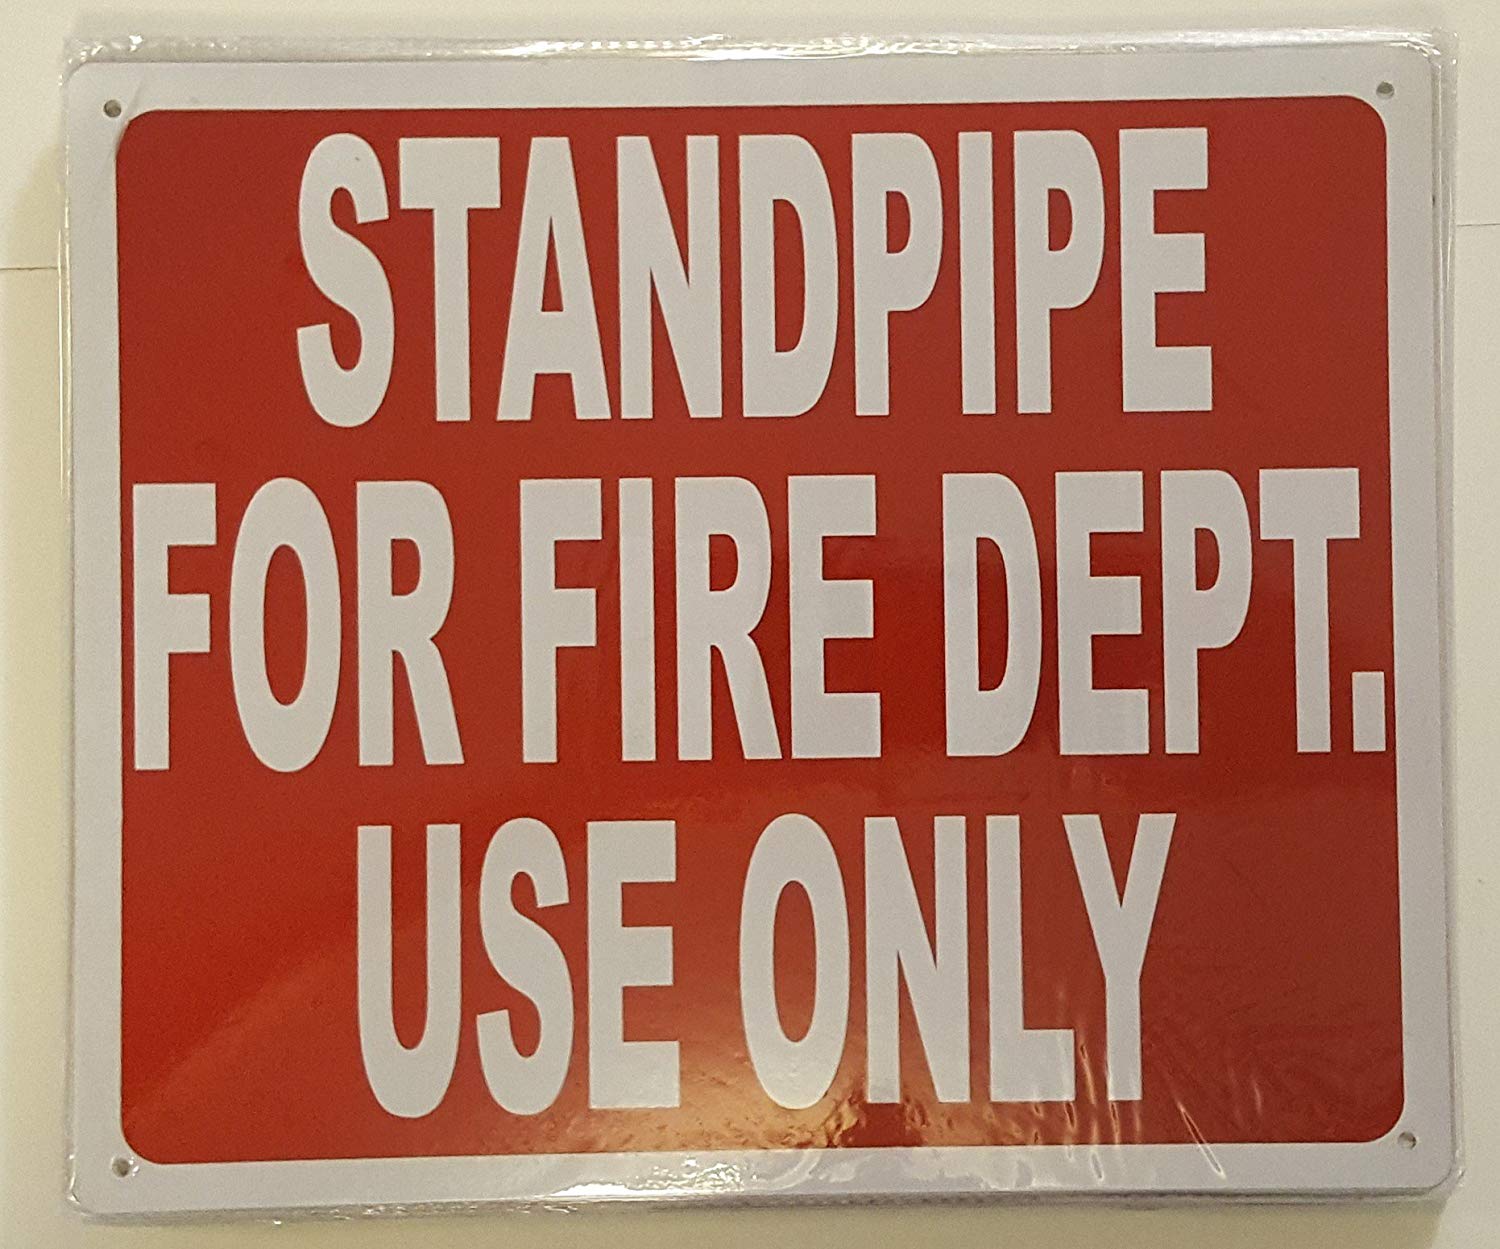 STANDPIPE
FOR FIRE DEPT.
USE ONLY